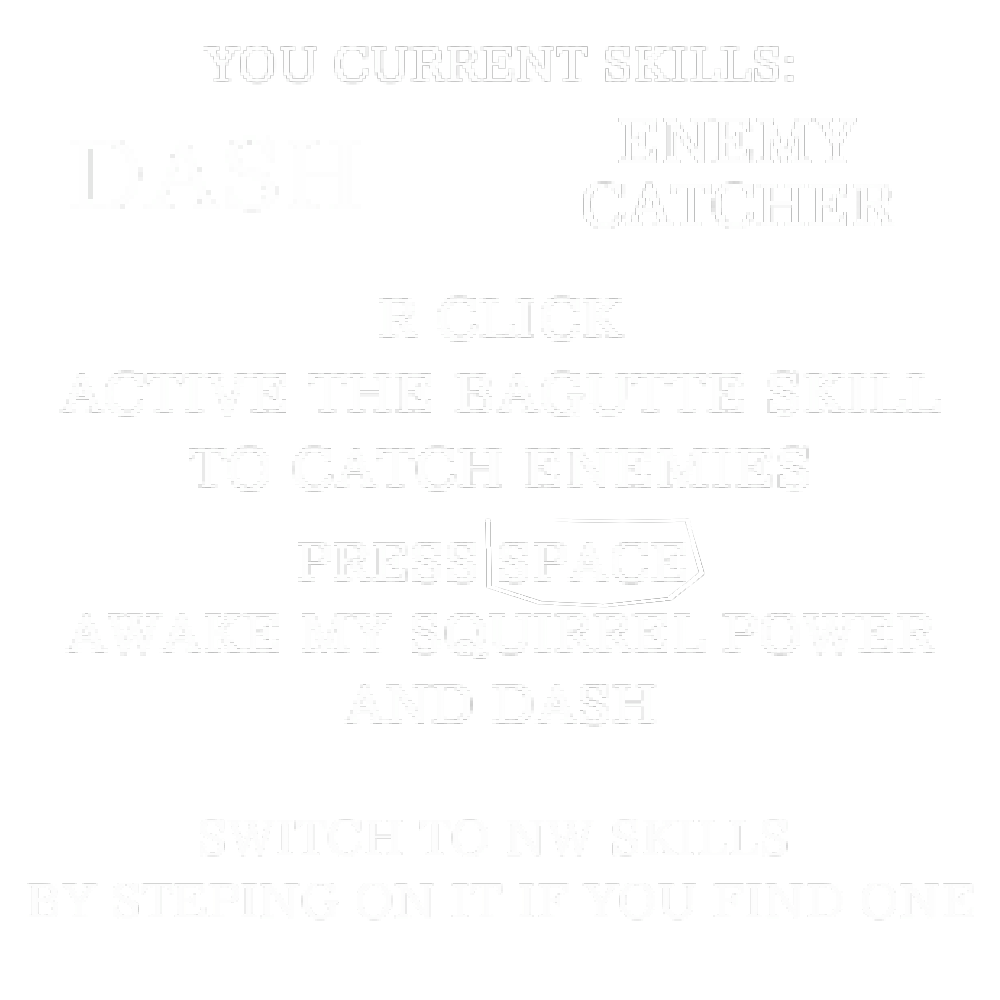 YOU CURRENT SKILLS:
DASH
ENEMY
CATCHER
R CLICK
ACTIVE THE BAGUTTE SKILL
TO CATCH ENEMIES
PRESS SPACE
AWAKE MY SQUIRREL POWER
AND DASH
SWITCH TO NW SKILLS
BY STEPING ON IT IF YOU FIND ONE